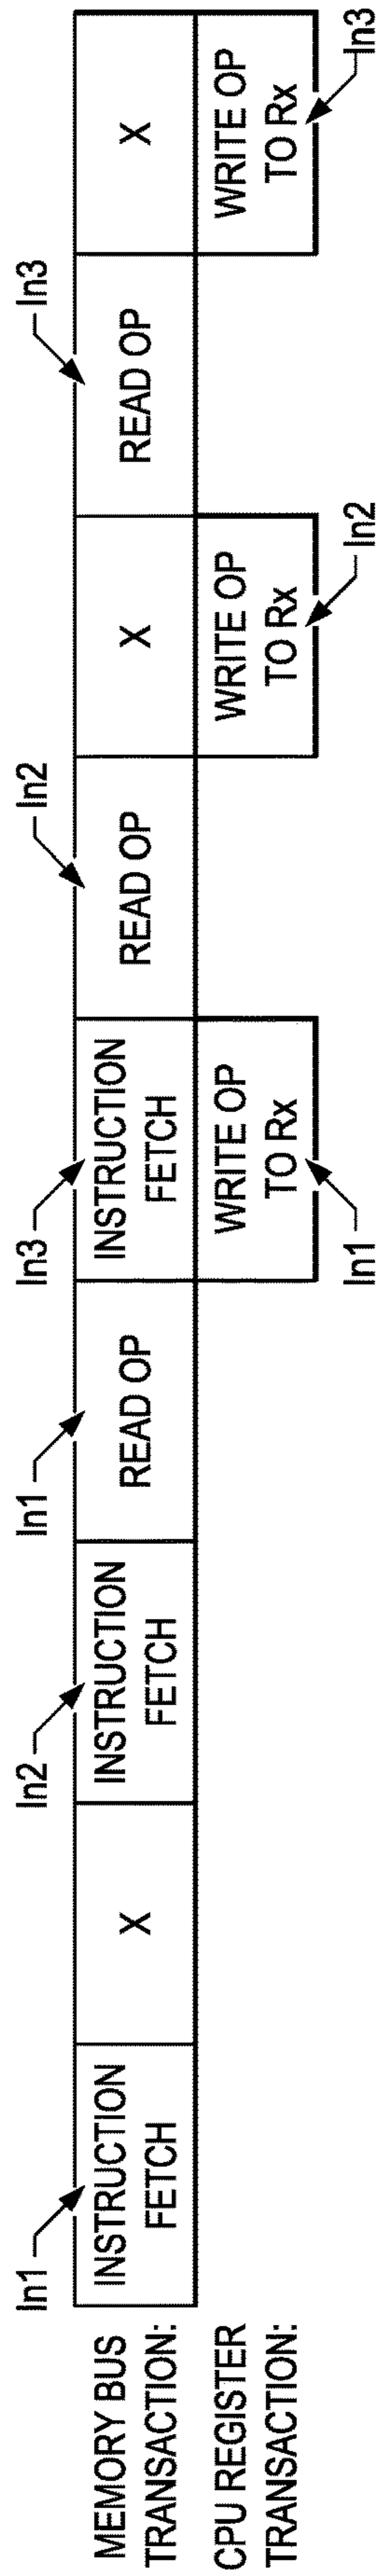 In1
In2
In1
In3
In2
In3
MEMORY BUS
TRANSACTION:
INSTRUCTION
FETCH
X
INSTRUCTION
FETCH
READ OP
INSTRUCTION
FETCH
READ OP
X
READ OP
X
CPU REGISTER
TRANSACTION:
WRITE OP
TO Rx
WRITE OP
TO Rx
WRITE OP
TO Rx
In1
In2
In3